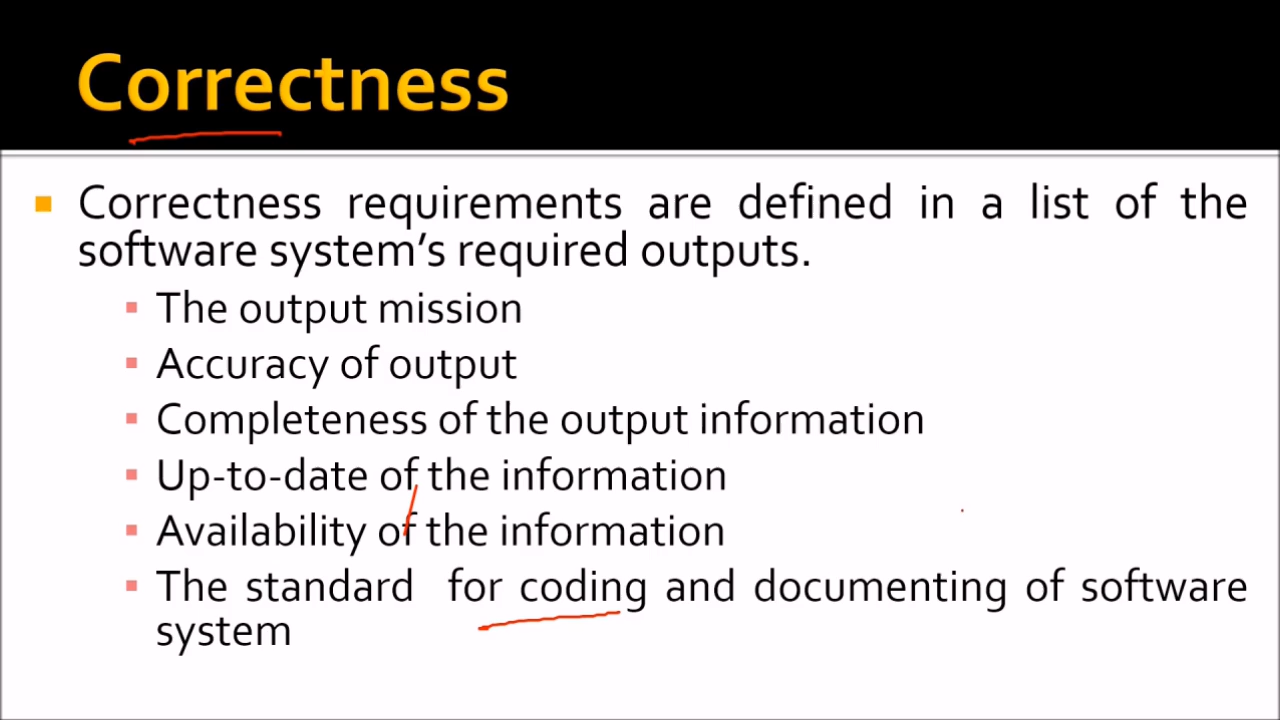 Correctness
Correctness requirements are defined in a list of the
software system’s required outputs.
The output mission
Accuracy of output
Completeness of the output information
Up-to-date of the information
Availability of the information
The standard for coding and documenting of software
system